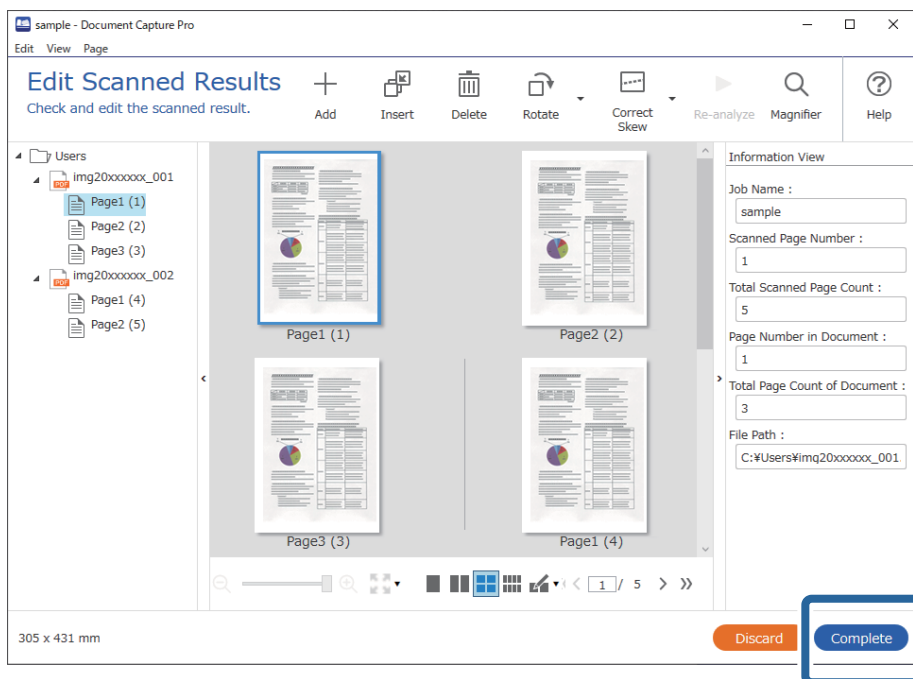 sample - Document Capture Pro
Edit View Page
Edit Scanned Results
Check and edit the scanned result.
Add
Insert
Delete
Rotate
Correct
Skew
Re-analyze
Magnifier
Help
Users
img20xxxxxx_001
Page1 (1)
Page2 (2)
Page3 (3)
img20xxxxxx_002
Page1 (4)
Page2 (5)
Page1 (1)
Page2 (2)
Page3 (3)
Page1 (4)
1 / 5
Information View
Job Name :
sample
Scanned Page Number :
1
Total Scanned Page Count :
5
Page Number in Document :
1
Total Page Count of Document :
3
File Path :
C:¥Users¥img20xxxxxx_001
305 x 431 mm
Discard
Complete